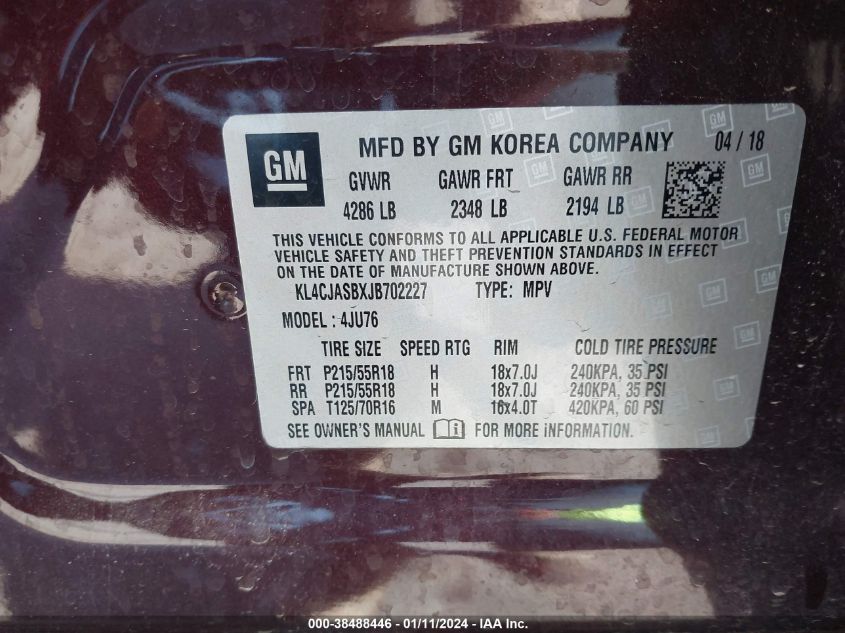 GM MFD BY GM KOREA COMPANY 04 / 18
GVWR GAWR FRT GAWR RR
4286 LB 2348 LB 2194 LB
THIS VEHICLE CONFORMS TO ALL APPLICABLE U.S. FEDERAL MOTOR
VEHICLE SAFETY AND THEFT PREVENTION STANDARDS IN EFFECT
ON THE DATE OF MANUFACTURE SHOWN ABOVE.
KL4CJASBXJB702227 TYPE: MPV
MODEL : 4JU76
TIRE SIZE SPEED RTG RIM COLD TIRE PRESSURE
FRT P215/55R18 H 18x7.0J 240KPA, 35 PSI
RR P215/55R18 H 18x7.0J 240KPA, 35 PSI
SPA T125/70R16 M 16x4.0T 420KPA, 60 PSI
SEE OWNER'S MANUAL FOR MORE INFORMATION.
000-38488446 - 01/11/2024 - IAA Inc.